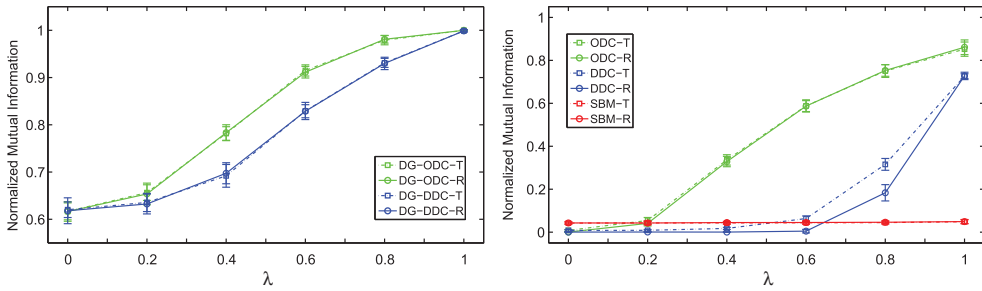 Normalized Mutual Information
1
0.9
0.8
0.7
0.6
0
0.2
0.4
0.6
0.8
1
λ
DG−ODC−T
DG−ODC−R
DG−DDC−T
DG−DDC−R
Normalized Mutual Information
1
0.8
0.6
0.4
0.2
0
0
0.2
0.4
0.6
0.8
1
λ
ODC−T
ODC−R
DDC−T
DDC−R
SBM−T
SBM−R